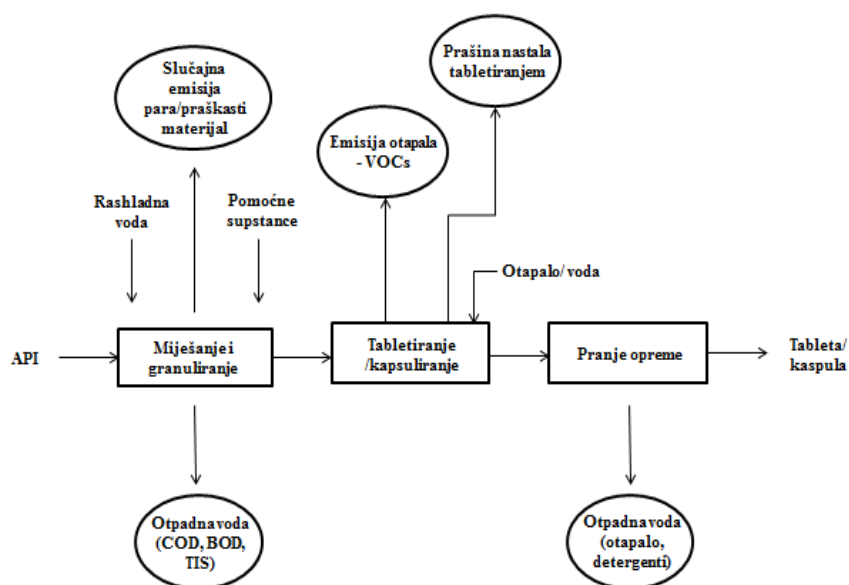 Prašina nastala
tabletiranjem
Slučajna
emisija
para/praškasti
materijal
Emisija otapala
- VOCs
Rashladna
voda
Pomoćne
supstance
Otapalo/ voda
API
Miješanje i
granuliranje
Tabletiranje
/kapsuliranje
Pranje opreme
Tableta/
kaspula
Otpadna voda
(COD, BOD,
TIS)
Otpadna voda
(otapalo,
detergenti)